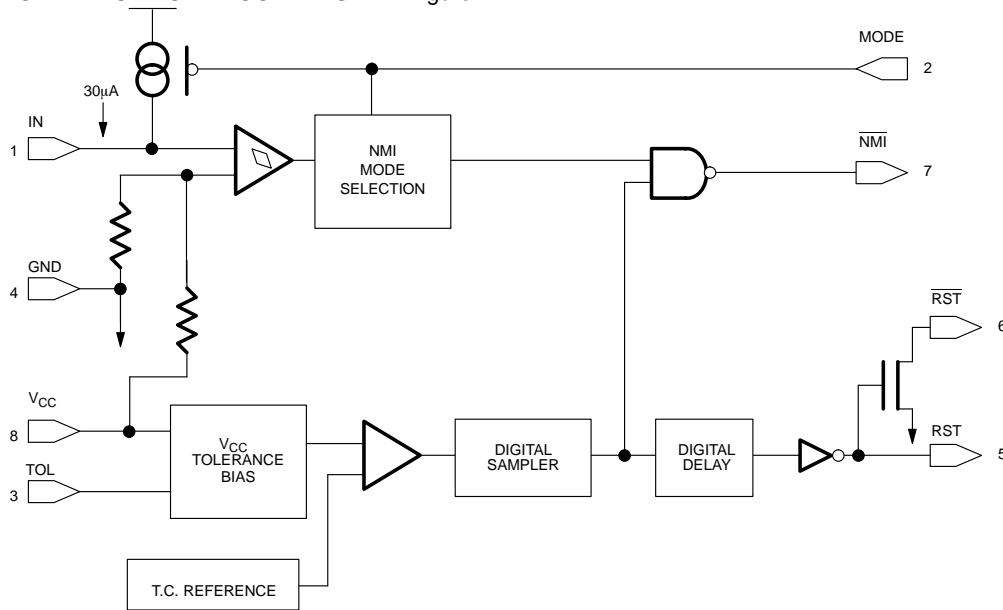 MODE
2
30µA
IN
1
NMI
MODE
SELECTION
NMI
7
GND
4
RST
6
VCC
8
VCC
TOLERANCE
BIAS
DIGITAL
SAMPLER
DIGITAL
DELAY
RST
5
TOL
3
T.C. REFERENCE